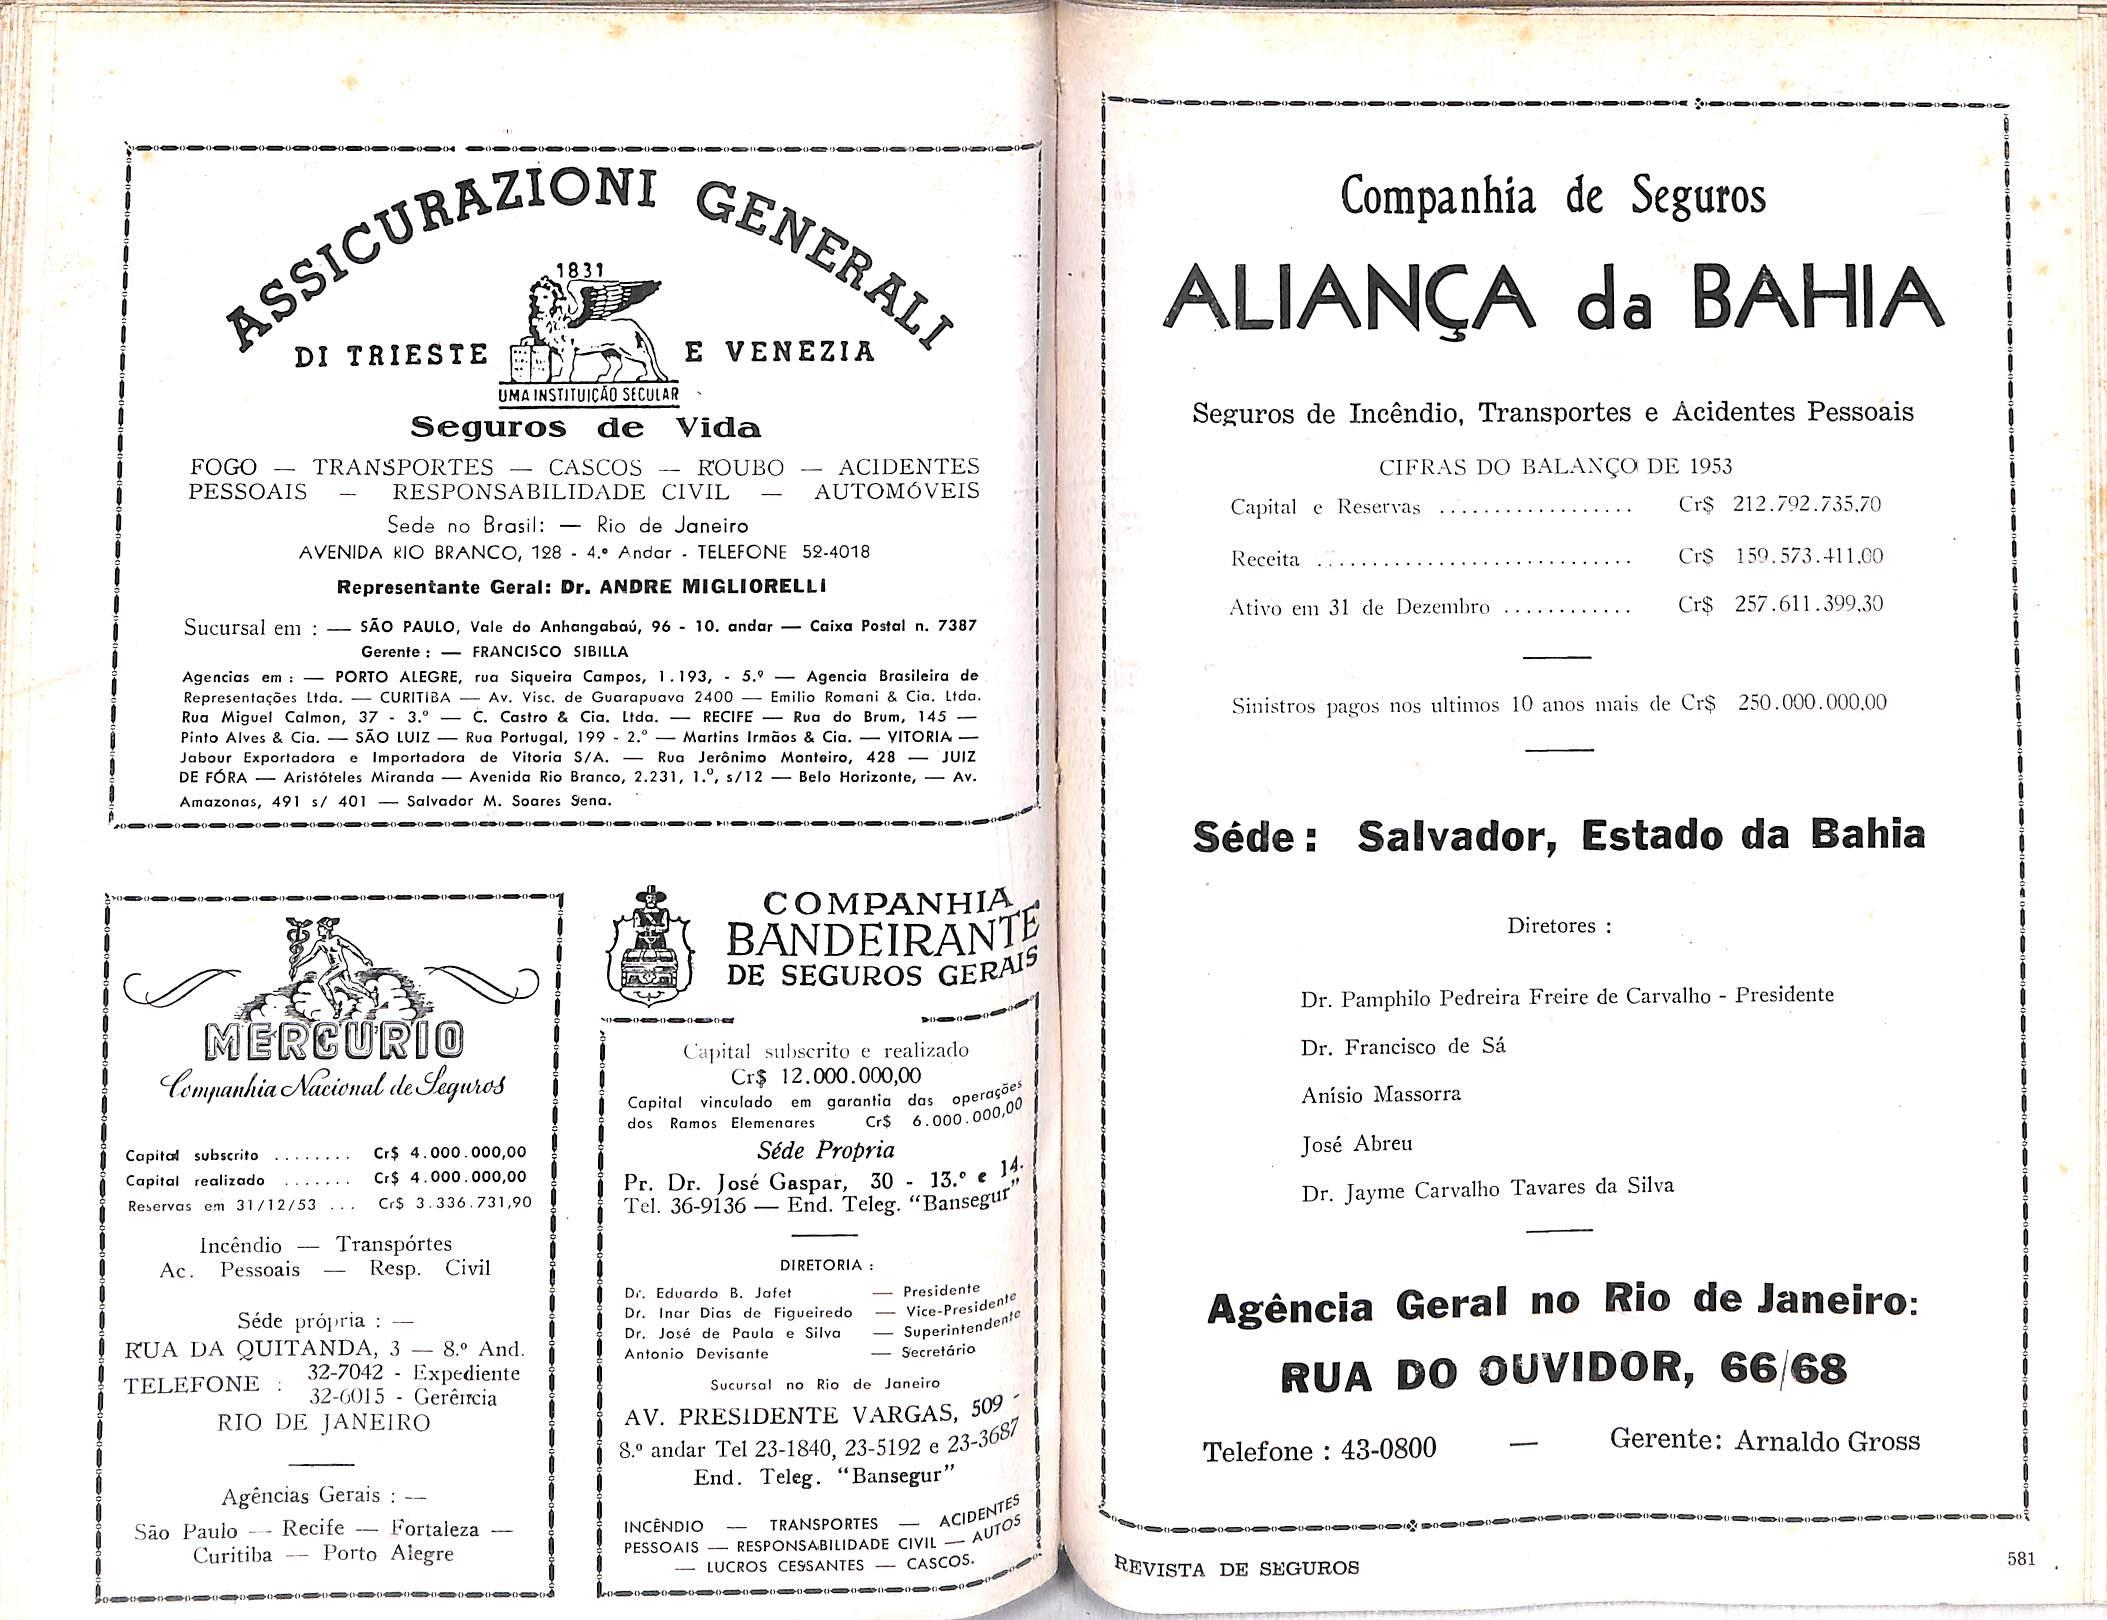 ASSICURAZIONI GENERALI
1831
DI TRIESTE E VENEZIA
UMA INSTITUIÇÃO SECULAR
Seguros de Vida
FOGO — TRANSPORTES — CASCOS — ROUBO — ACIDENTES
PESSOAIS — RESPONSABILIDADE CIVIL — AUTOMÓVEIS
Sede no Brasil: — Rio de Janeiro
AVENIDA RIO BRANCO, 128 - 4.º Andar - TELEFONE 52-4018
Representante Geral: Dr. ANDRE MIGLIORELLI
Sucursal em : — SÃO PAULO, Vale do Anhangabaú, 96 - 10. andar — Caixa Postal n. 7387
Gerente : — FRANCISCO SIBILLA
Agencias em : — PORTO ALEGRE, rua Siqueira Campos, 1.193, - 5.º — Agencia Brasileira de
Representações Ltda. — CURITIBA — Av. Visc. de Guarapuava 2400 — Emilio Romani & Cia. Ltda.
Rua Miguel Calmon, 37 - 3.º — C. Castro & Cia. Ltda. — RECIFE — Rua do Brum, 145 —
Pinto Alves & Cia. — SÃO LUIZ — Rua Portugal, 199 - 2.º — Martins Irmãos & Cia. — VITORIA —
Jabour Exportadora e Importadora de Vitoria S/A. — Rua Jerônimo Monteiro, 428 — JUIZ
DE FÓRA — Aristóteles Miranda — Avenida Rio Branco, 2.231, 1.º, s/12 — Belo Horizonte, — Av.
Amazonas, 491 s/ 401 — Salvador M. Soares Sena.
MERCURIO
Companhia Nacional de Seguros
Capital subscrito ........ Cr$ 4.000.000,00
Capital realizado ....... Cr$ 4.000.000,00
Reservas em 31/12/53 ... Cr$ 3.336.731,90
Incêndio — Transpórtes
Ac. Pessoais — Resp. Civil
Séde própria : —
RUA DA QUITANDA, 3 — 8.º And.
TELEFONE : 32-7042 - Expediente
32-6015 - Gerência
RIO DE JANEIRO
Agências Gerais : —
São Paulo — Recife — Fortaleza —
Curitiba — Porto Alegre
COMPANHIA
BANDEIRANTE
DE SEGUROS GERAIS
Capital subscrito e realizado
Cr$ 12.000.000,00
Capital vinculado em garantia das operações
dos Ramos Elemenares Cr$ 6.000.000,00
Séde Propria
Pr. Dr. José Gaspar, 30 - 13.º e 14.
Tel. 36-9136 — End. Teleg. "Bansegur"
DIRETORIA :
Dr. Eduardo B. Jafet — Presidente
Dr. Inar Dias de Figueiredo — Vice-Presidente
Dr. José de Paula e Silva — Superintendente
Antonio Devisante — Secretário
Sucursal no Rio de Janeiro
AV. PRESIDENTE VARGAS, 509 -
8.º andar Tel 23-1840, 23-5192 e 23-3687
End. Teleg. "Bansegur"
INCÊNDIO — TRANSPORTES — ACIDENTES
PESSOAIS — RESPONSABILIDADE CIVIL — AUTOS
— LUCROS CESSANTES — CASCOS.
Companhia de Seguros
ALIANÇA da BAHIA
Seguros de Incêndio, Transportes e Acidentes Pessoais
CIFRAS DO BALANÇO DE 1953
Capital e Reservas .................. Cr$ 212.792.735,70
Receita ............................. Cr$ 159.573.411,00
Ativo em 31 de Dezembro ............ Cr$ 257.611.399,30
Sinistros pagos nos ultimos 10 anos mais de Cr$ 250.000.000,00
Séde : Salvador, Estado da Bahia
Diretores :
Dr. Pamphilo Pedreira Freire de Carvalho - Presidente
Dr. Francisco de Sá
Anísio Massorra
José Abreu
Dr. Jayme Carvalho Tavares da Silva
Agência Geral no Rio de Janeiro:
RUA DO OUVIDOR, 66/68
Telefone : 43-0800 — Gerente: Arnaldo Gross
REVISTA DE SEGUROS 581